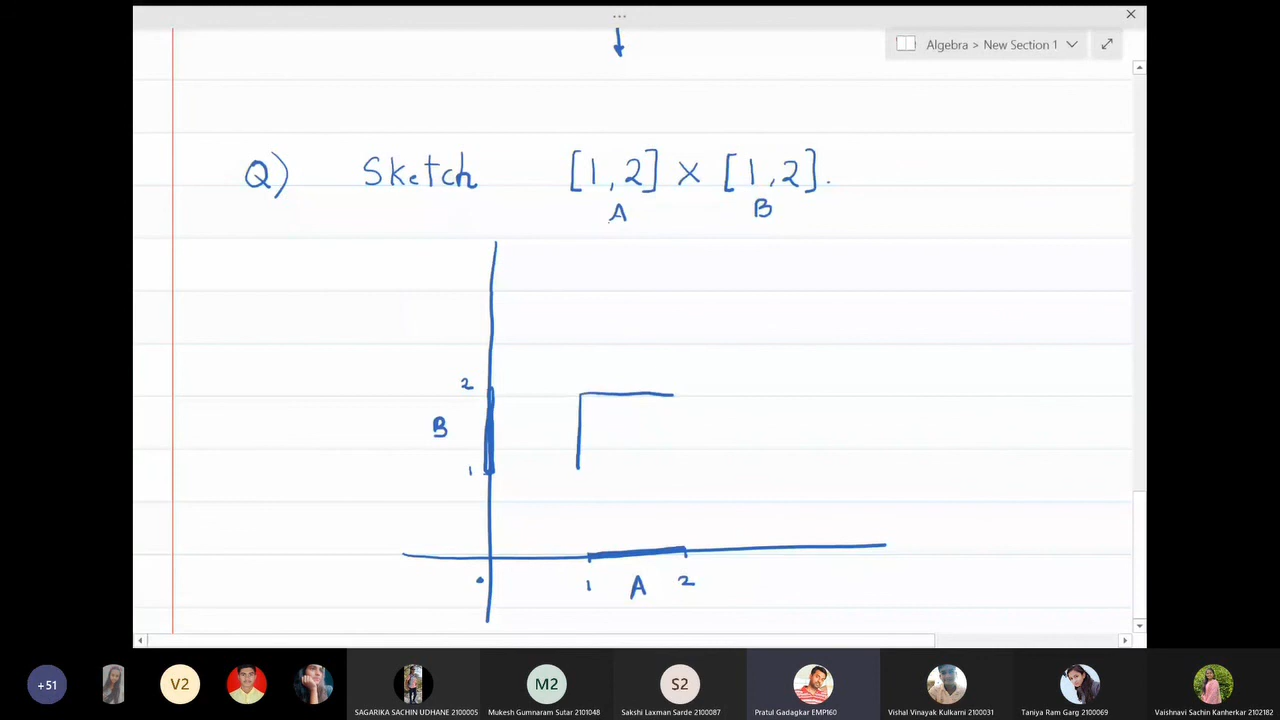 Algebra > New Section 1
Q) Sketch [1,2] × [1,2].
A B
2
B
1
1 A 2
+51
V2
M2
S2
SAGARIKA SACHIN UDHANE 2100005
Mukesh Gumnaram Sutar 2101048
Sakshi Laxman Sarde 2100087
Pratul Gadagkar EMP160
Vishal Vinayak Kulkarni 2100031
Taniya Ram Garg 2100069
Vaishnavi Sachin Kanherkar 2102182